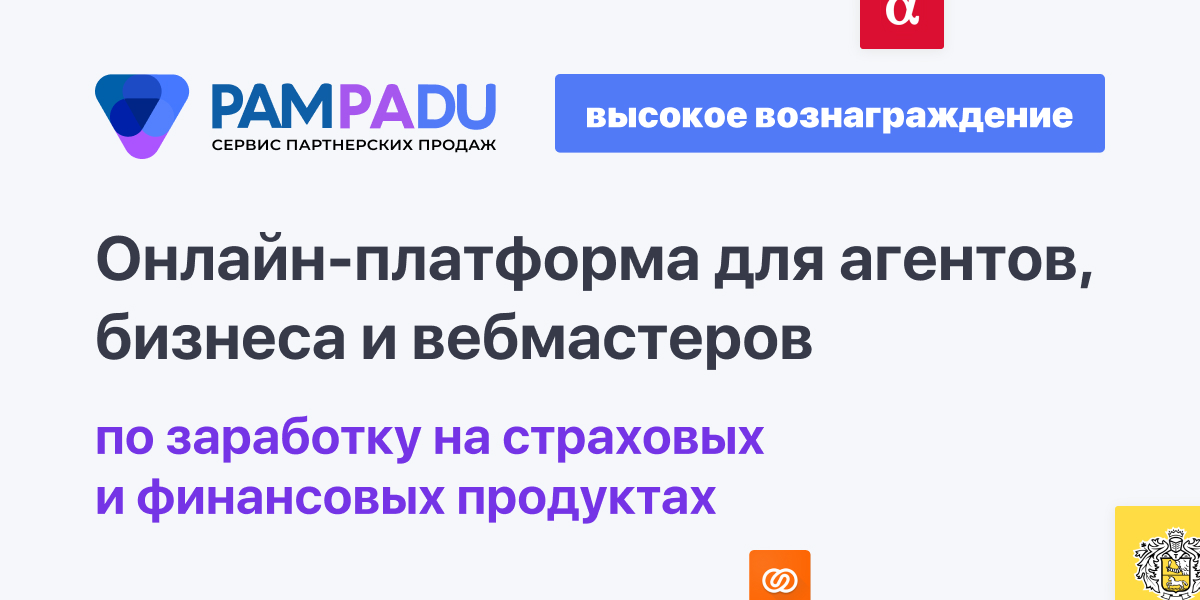 α
PAMPADU
СЕРВИС ПАРТНЕРСКИХ ПРОДАЖ
высокое вознаграждение
Онлайн-платформа для агентов,
бизнеса и вебмастеров
по заработку на страховых
и финансовых продуктах